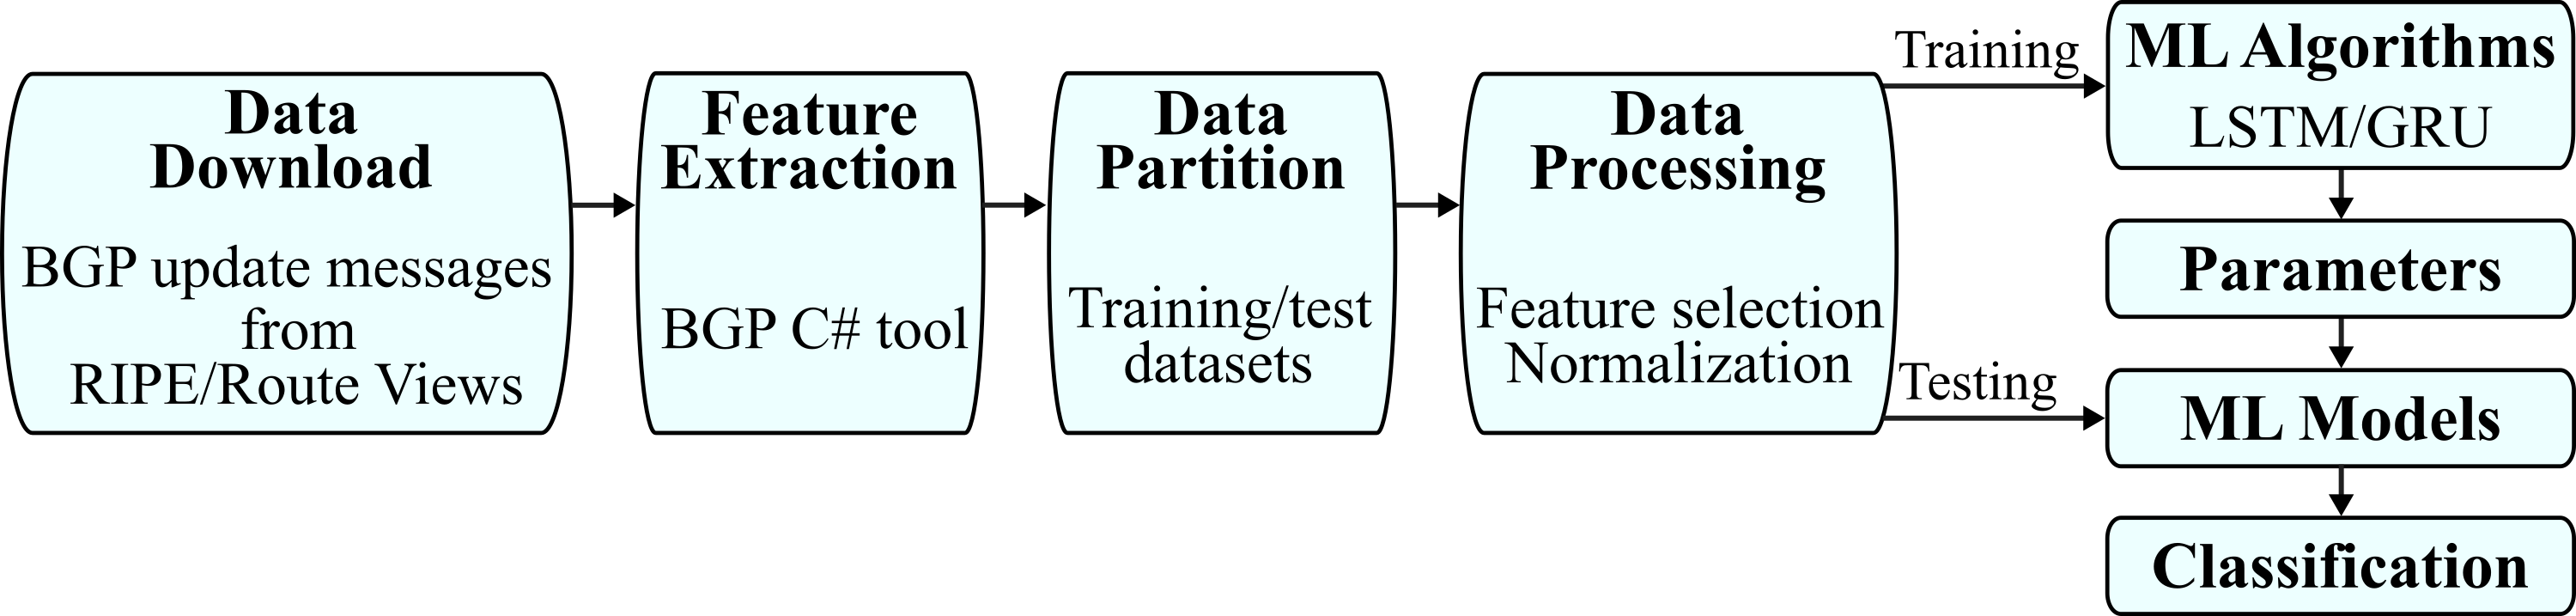 Data
Download
BGP update messages
from
RIPE/Route Views
Feature
Extraction
BGP C# tool
Data
Partition
Training/test
datasets
Data
Processing
Feature selection
Normalization
Training
Testing
ML Algorithms
LSTM/GRU
Parameters
ML Models
Classification